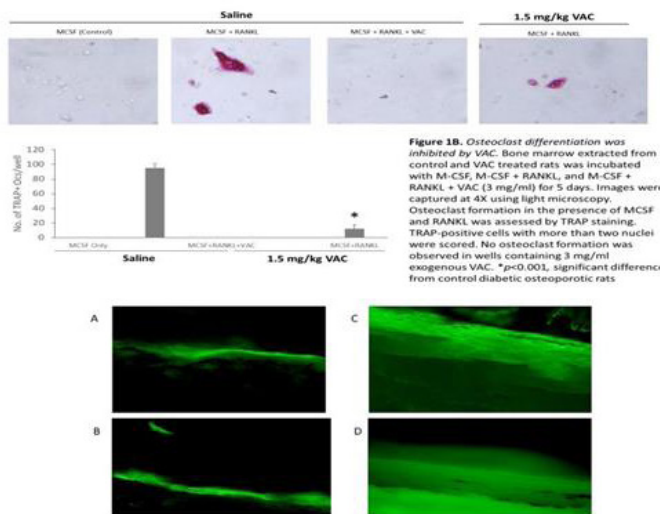 Saline
1.5 mg/kg VAC
MCSF (Control)
MCSF + RANKL
MCSF + RANKL + VAC
MCSF + RANKL
120
100
80
60
40
20
0
No. of TRAP+ Ocs/well
*
MCSF Only
MCSF+RANKL+VAC
MCSF+RANKL
Saline
1.5 mg/kg VAC
Figure 1B. Osteoclast differentiation was
inhibited by VAC. Bone marrow extracted from
control and VAC treated rats was incubated
with M-CSF, M-CSF + RANKL, and M-CSF +
RANKL + VAC (3 mg/ml) for 5 days. Images were
captured at 4X using light microscopy.
Osteoclast formation in the presence of MCSF
and RANKL was assessed by TRAP staining.
TRAP-positive cells with more than two nuclei
were scored. No osteoclast formation was
observed in wells containing 3 mg/ml
exogenous VAC. *p<0.001, significant difference
from control diabetic osteoporotic rats
A
C
B
D